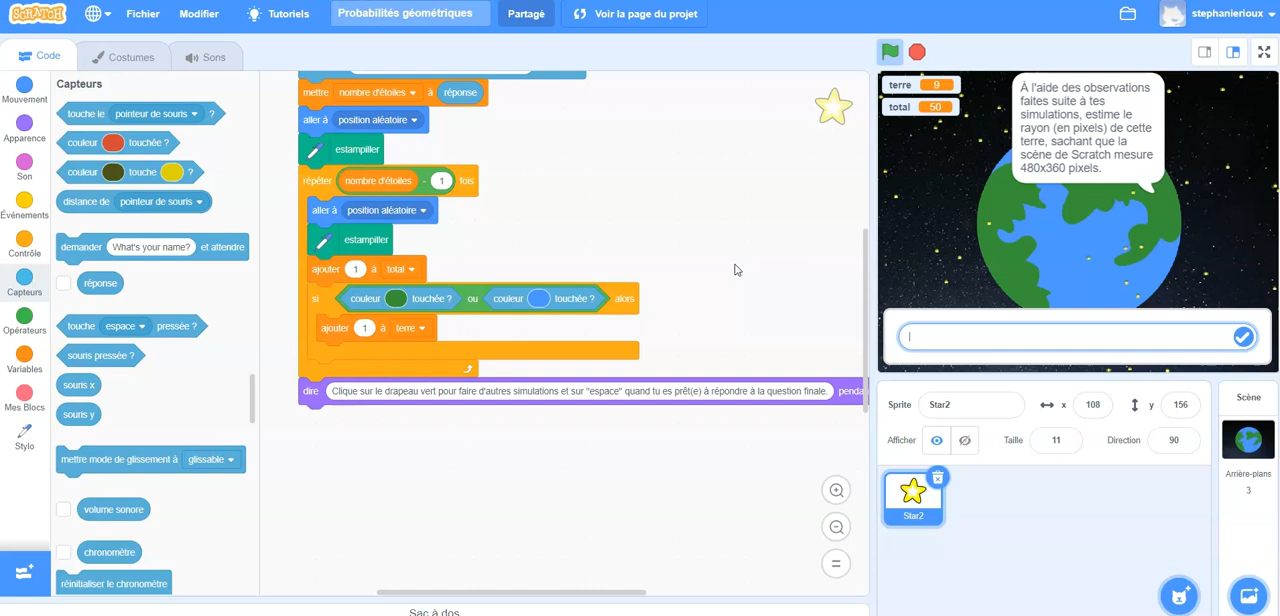 SCRATCH Fichier Modifier Tutoriels Probabilités géométriques Partagé Voir la page du projet stephanierioux
Code Costumes Sons
Mouvement
Apparence
Son
Événements
Contrôle
Capteurs
Opérateurs
Variables
Mes Blocs
Stylo
Capteurs
touche le pointeur de souris ?
couleur touchée ?
couleur touche ?
distance de pointeur de souris
demander What's your name? et attendre
réponse
touche espace pressée ?
souris pressée ?
souris x
souris y
mettre mode de glissement à glissable
volume sonore
chronomètre
réinitialiser le chronomètre
mettre nombre d'étoiles à réponse
aller à position aléatoire
estampiller
répéter nombre d'étoiles - 1 fois
aller à position aléatoire
estampiller
ajouter 1 à total
si couleur touchée ? ou couleur touchée ? alors
ajouter 1 à terre
dire Clique sur le drapeau vert pour faire d'autres simulations et sur "espace" quand tu es prêt(e) à répondre à la question finale. penda
Sac à dos
terre 9
total 50
À l'aide des observations
faites suite à tes
simulations, estime le
rayon (en pixels) de cette
terre, sachant que la
scène de Scratch mesure
480x360 pixels.
Sprite Star2 x 108 y 156
Afficher Taille 11 Direction 90
Star2
Scène
Arrière-plans
3